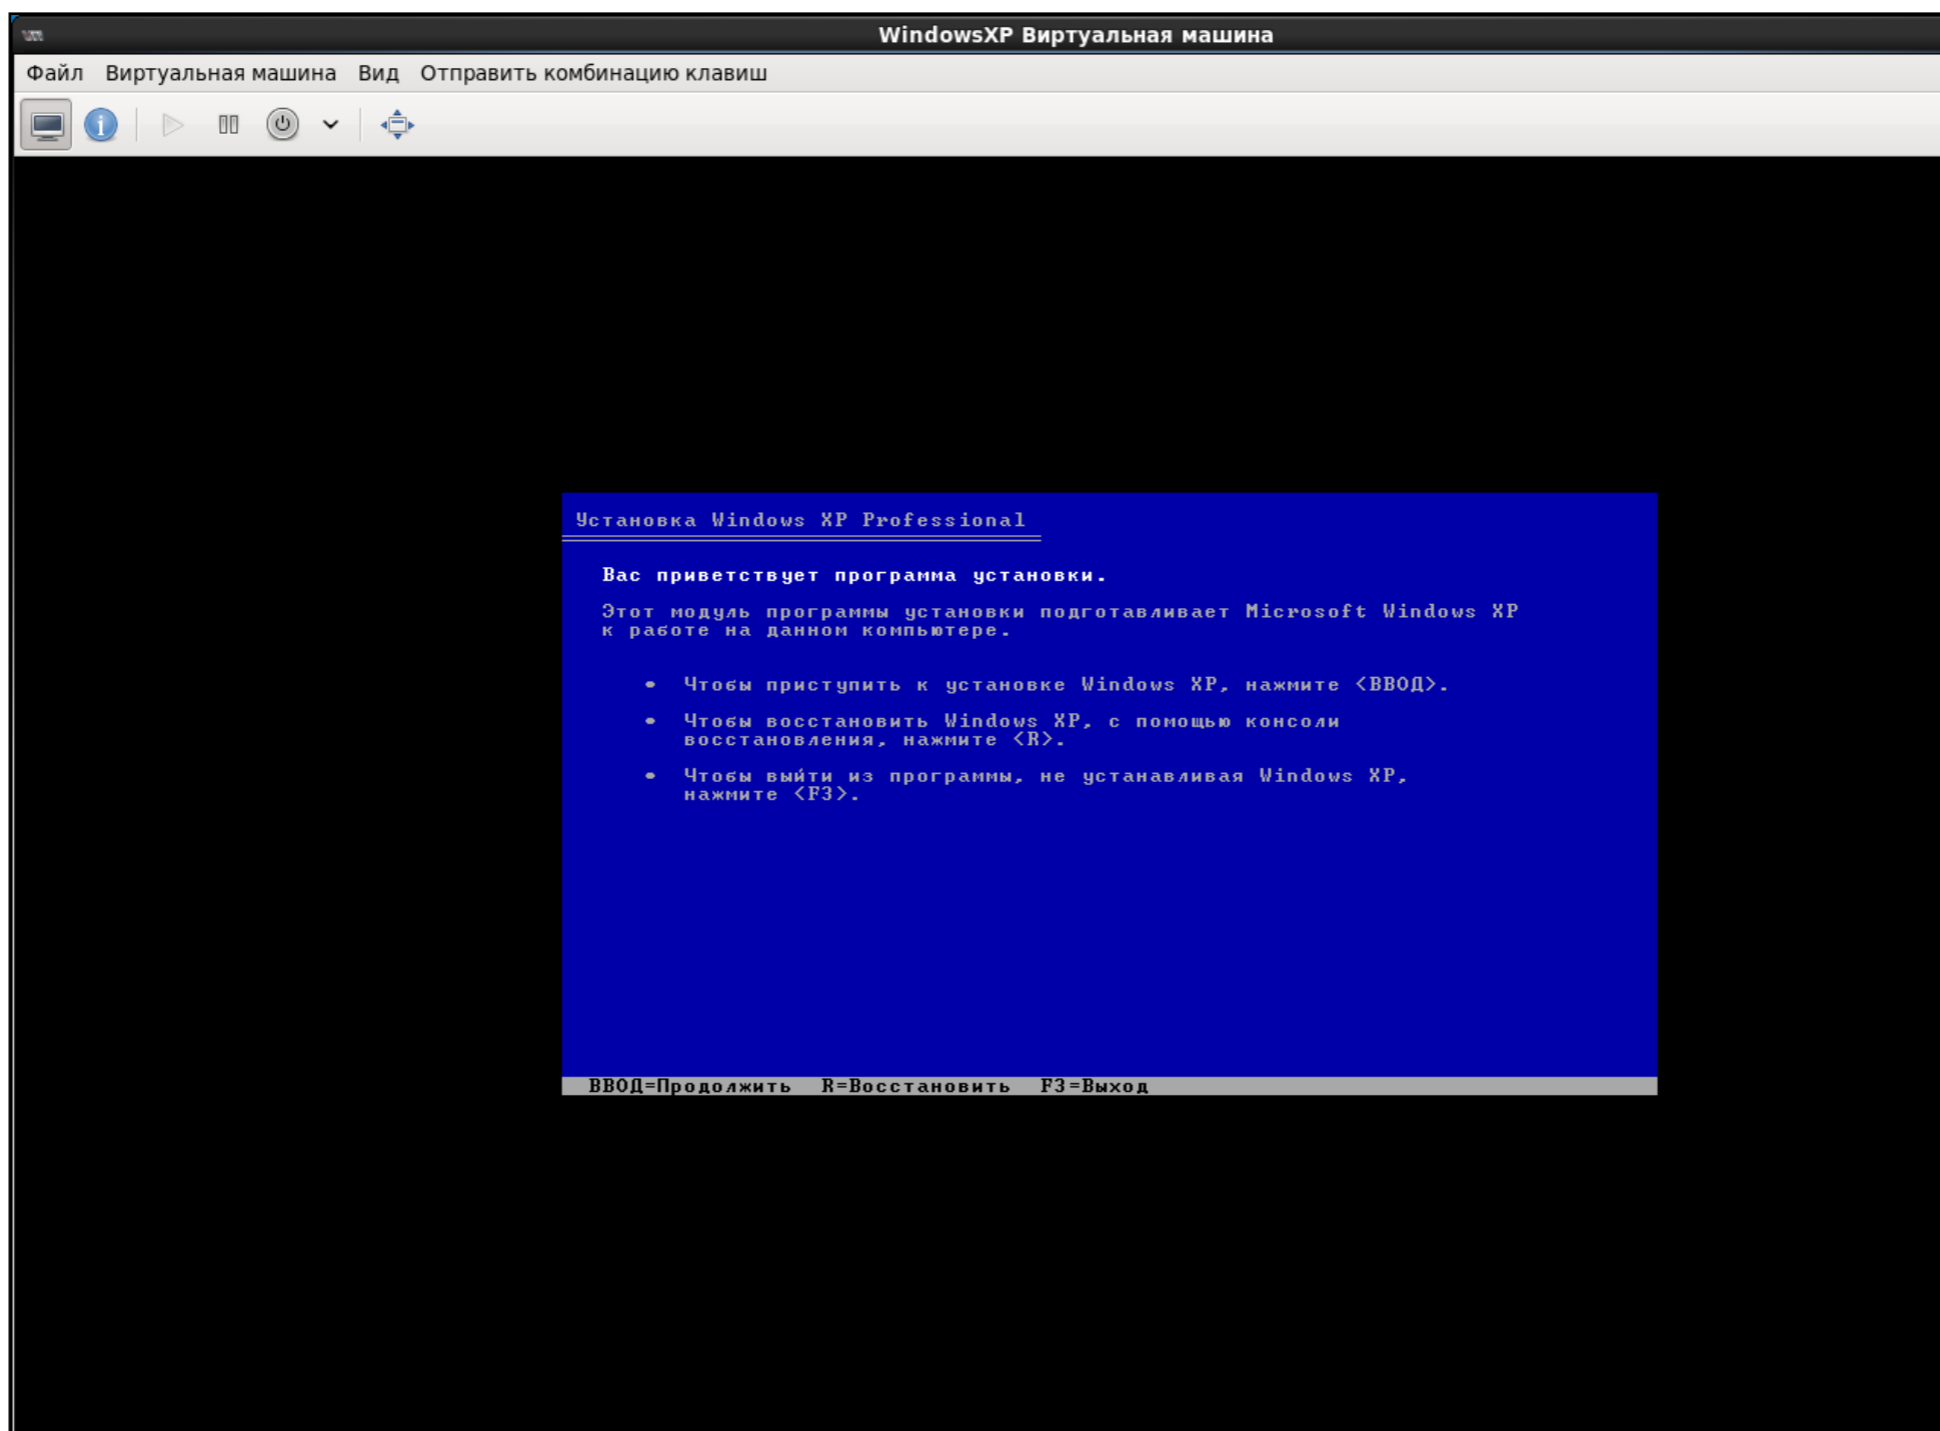 WindowsXP Виртуальная машина
Файл Виртуальная машина Вид Отправить комбинацию клавиш
Установка Windows XP Professional
Вас приветствует программа установки.
Этот модуль программы установки подготавливает Microsoft Windows XP
к работе на данном компьютере.
• Чтобы приступить к установке Windows XP, нажмите <ВВОД>.
• Чтобы восстановить Windows XP, с помощью консоли
восстановления, нажмите <R>.
• Чтобы выйти из программы, не устанавливая Windows XP,
нажмите <F3>.
ВВОД=Продолжить R=Восстановить F3=Выход